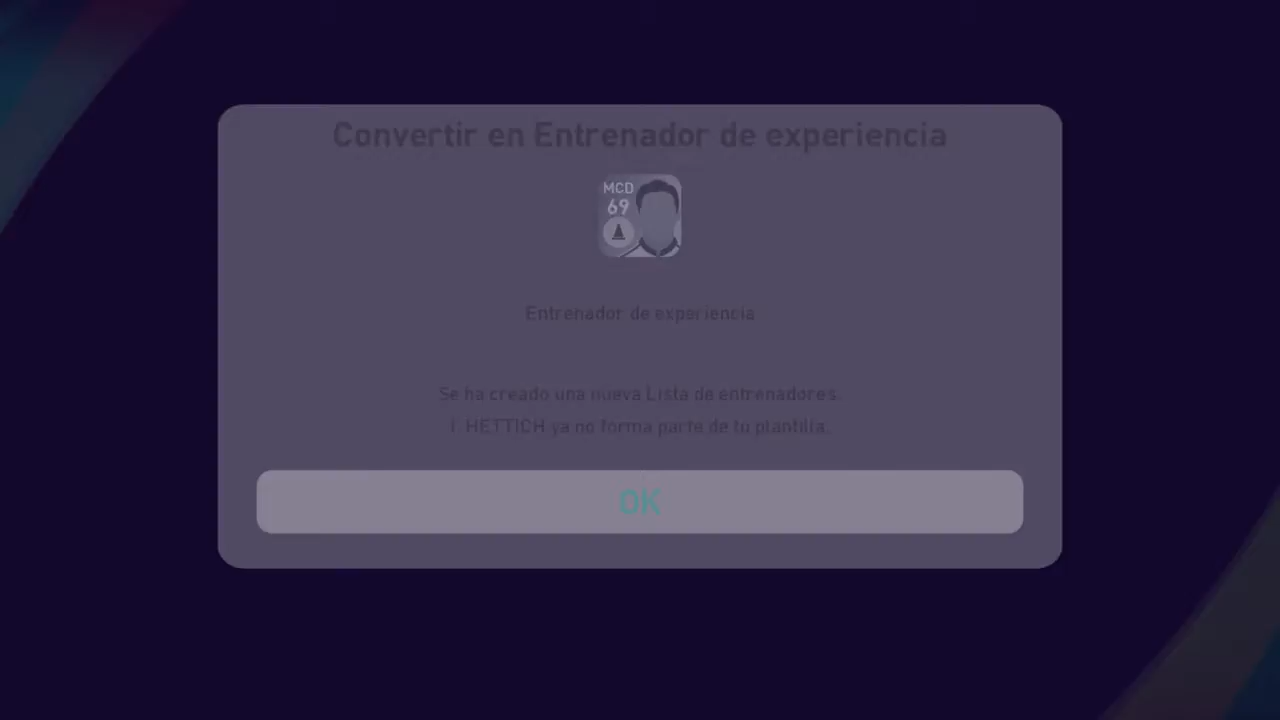 Convertir en Entrenador de experiencia
MCD
69
Entrenador de experiencia
Se ha creado una nueva Lista de entrenadores.
I. HETTICH ya no forma parte de tu plantilla.
OK